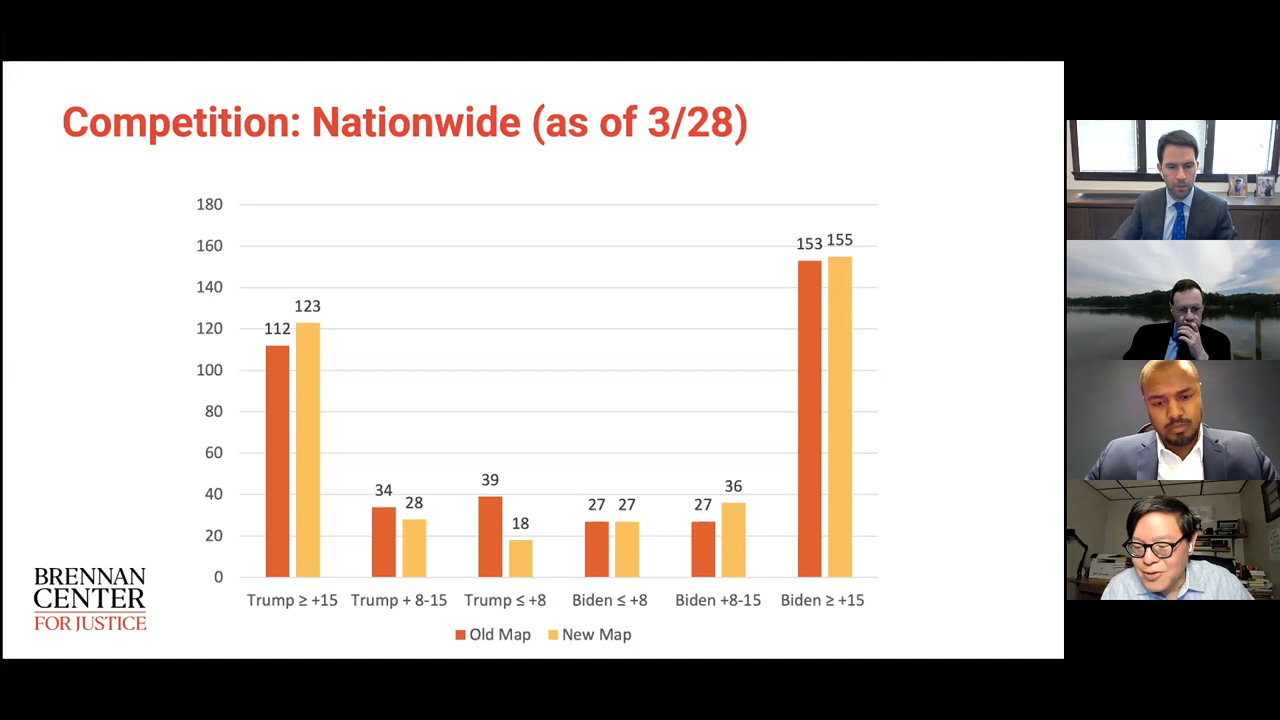 Competition: Nationwide (as of 3/28)
180
160
140
120
100
80
60
40
20
0
112
123
34
28
39
18
27
27
27
36
153
155
Trump ≥ +15
Trump + 8-15
Trump ≤ +8
Biden ≤ +8
Biden +8-15
Biden ≥ +15
Old Map
New Map
BRENNAN
CENTER
FOR JUSTICE